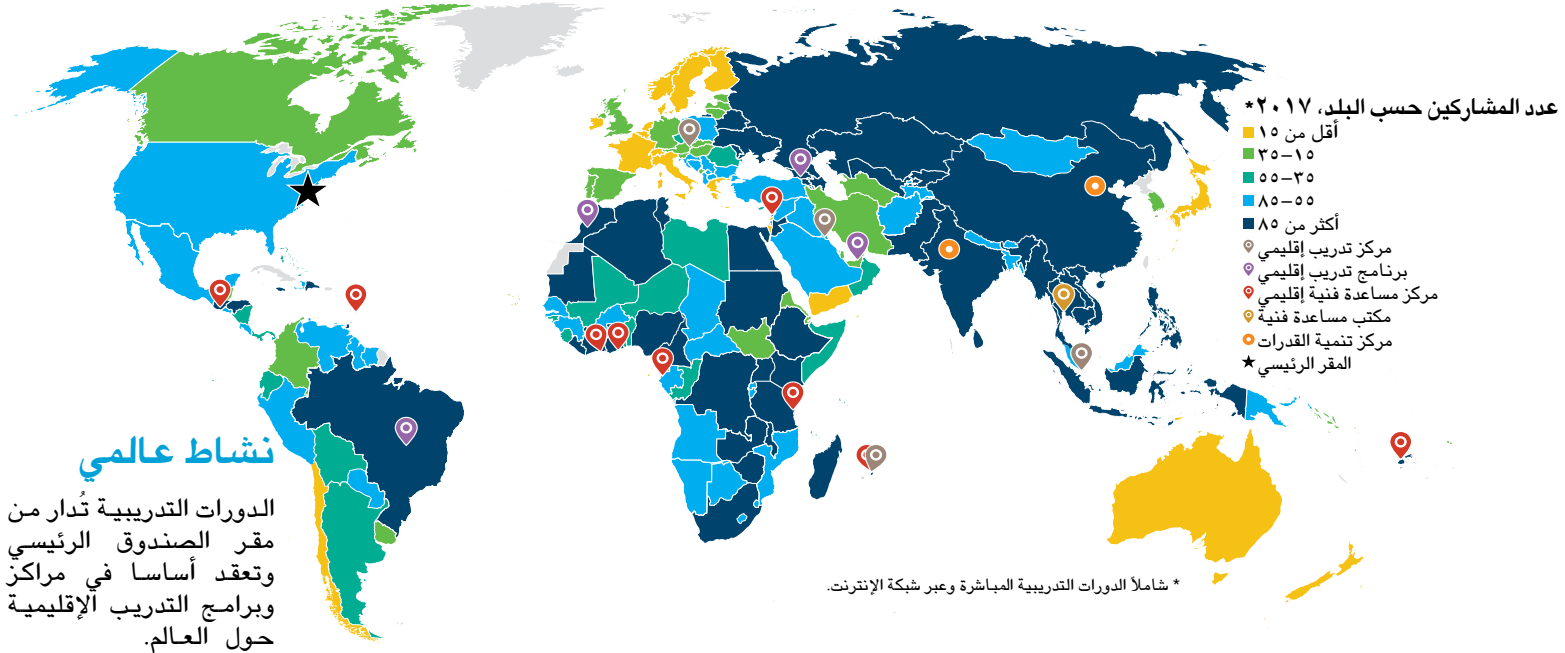 عدد المشاركين حسب البلد، ٢٠١٧*
أقل من ١٥
١٥–٣٥
٣٥–٥٥
٥٥–٨٥
أكثر من ٨٥
مركز تدريب إقليمي
برنامج تدريب إقليمي
مركز مساعدة فنية إقليمي
مكتب مساعدة فنية
مركز تنمية القدرات
المقر الرئيسي
نشاط عالمي
الدورات التدريبية تُدار من
مقر الصندوق الرئيسي
وتعقد أساسا في مراكز
وبرامج التدريب الإقليمية
حول العالم.
* شاملاً الدورات التدريبية المباشرة وعبر شبكة الإنترنت.